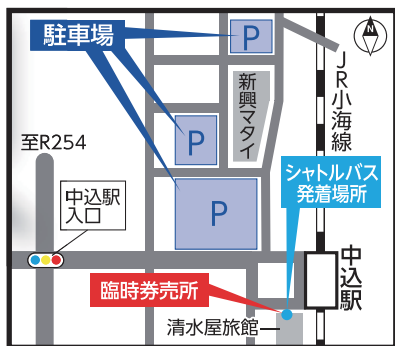 駐車場
P
N
JR小海線
新興マタイ
P
至R254
シャトルバス
発着場所
中込駅
入口
P
中込駅
臨時券売所
清水屋旅館